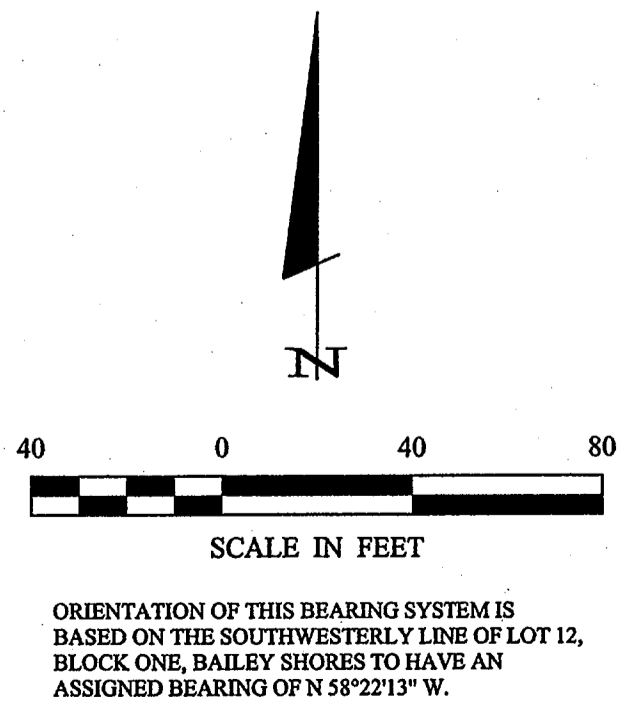 N
40 0 40 80
SCALE IN FEET
ORIENTATION OF THIS BEARING SYSTEM IS
BASED ON THE SOUTHWESTERLY LINE OF LOT 12,
BLOCK ONE, BAILEY SHORES TO HAVE AN
ASSIGNED BEARING OF N 58°22'13" W.